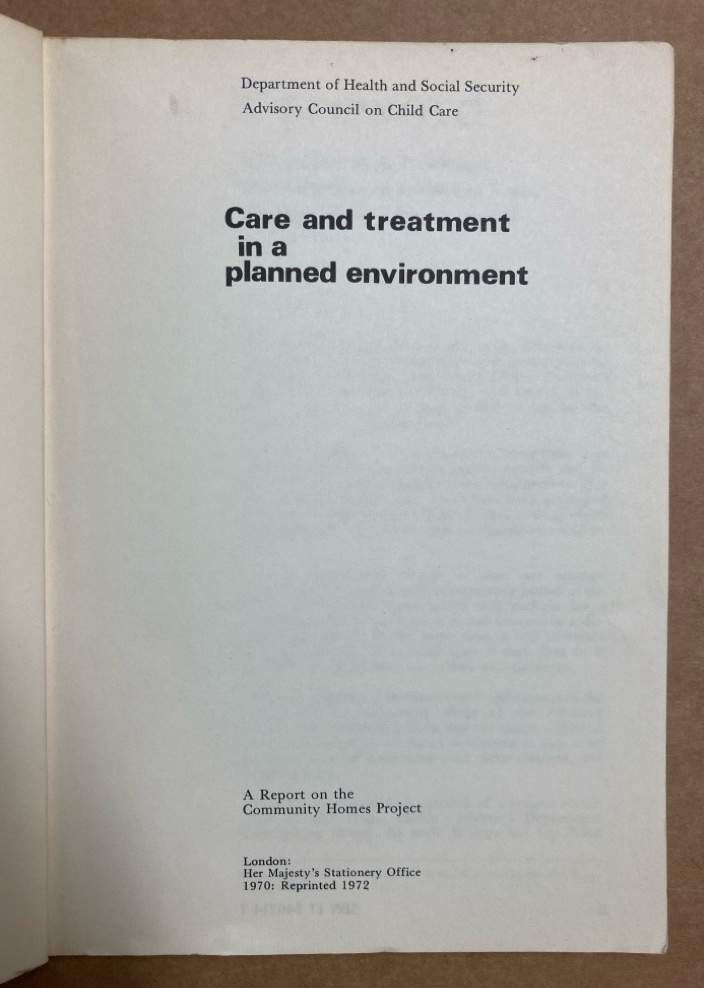 Department of Health and Social Security
Advisory Council on Child Care
Care and treatment
in a
planned environment
A Report on the
Community Homes Project
London:
Her Majesty's Stationery Office
1970: Reprinted 1972